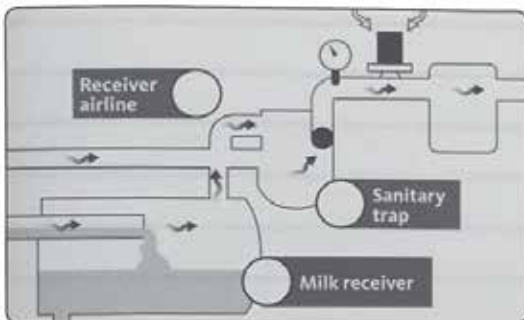 Receiver
airline
Sanitary
trap
Milk receiver